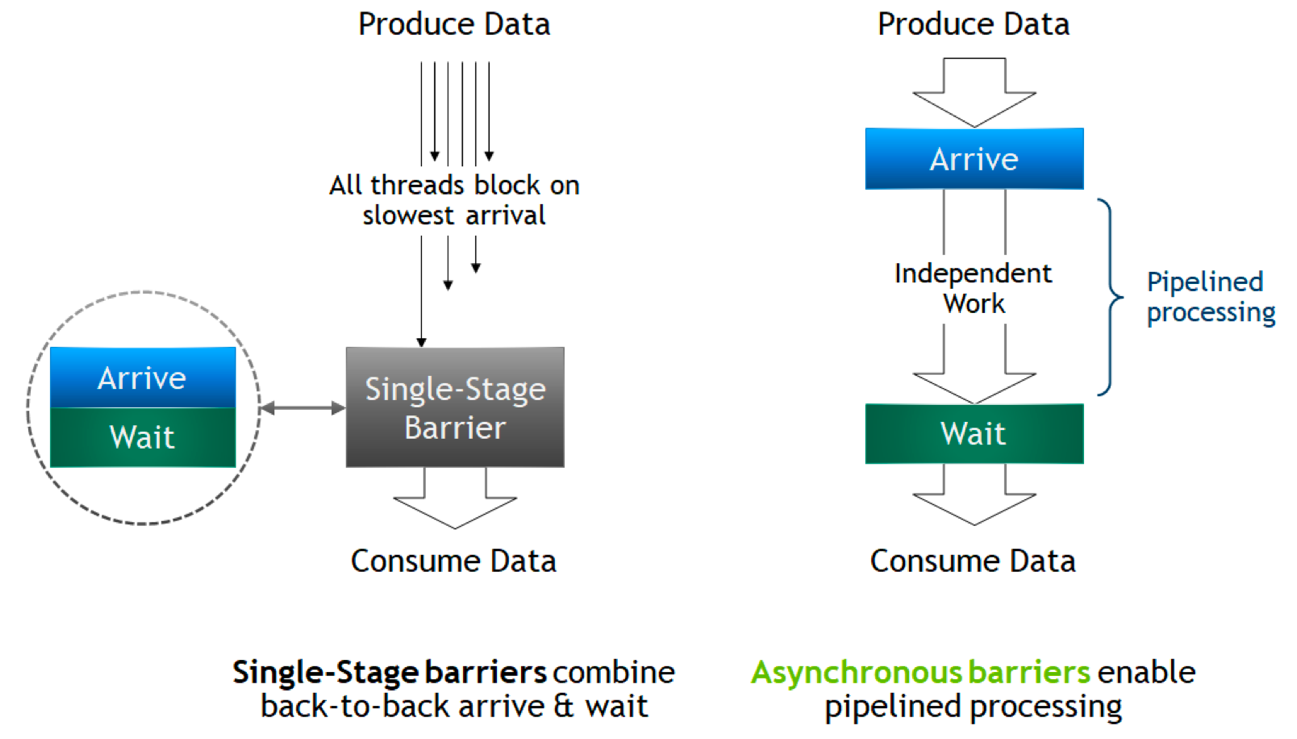 Produce Data
All threads block on
slowest arrival
Arrive
Wait
Single-Stage
Barrier
Consume Data
Single-Stage barriers combine
back-to-back arrive & wait
Produce Data
Arrive
Independent
Work
Pipelined
processing
Wait
Consume Data
Asynchronous barriers enable
pipelined processing